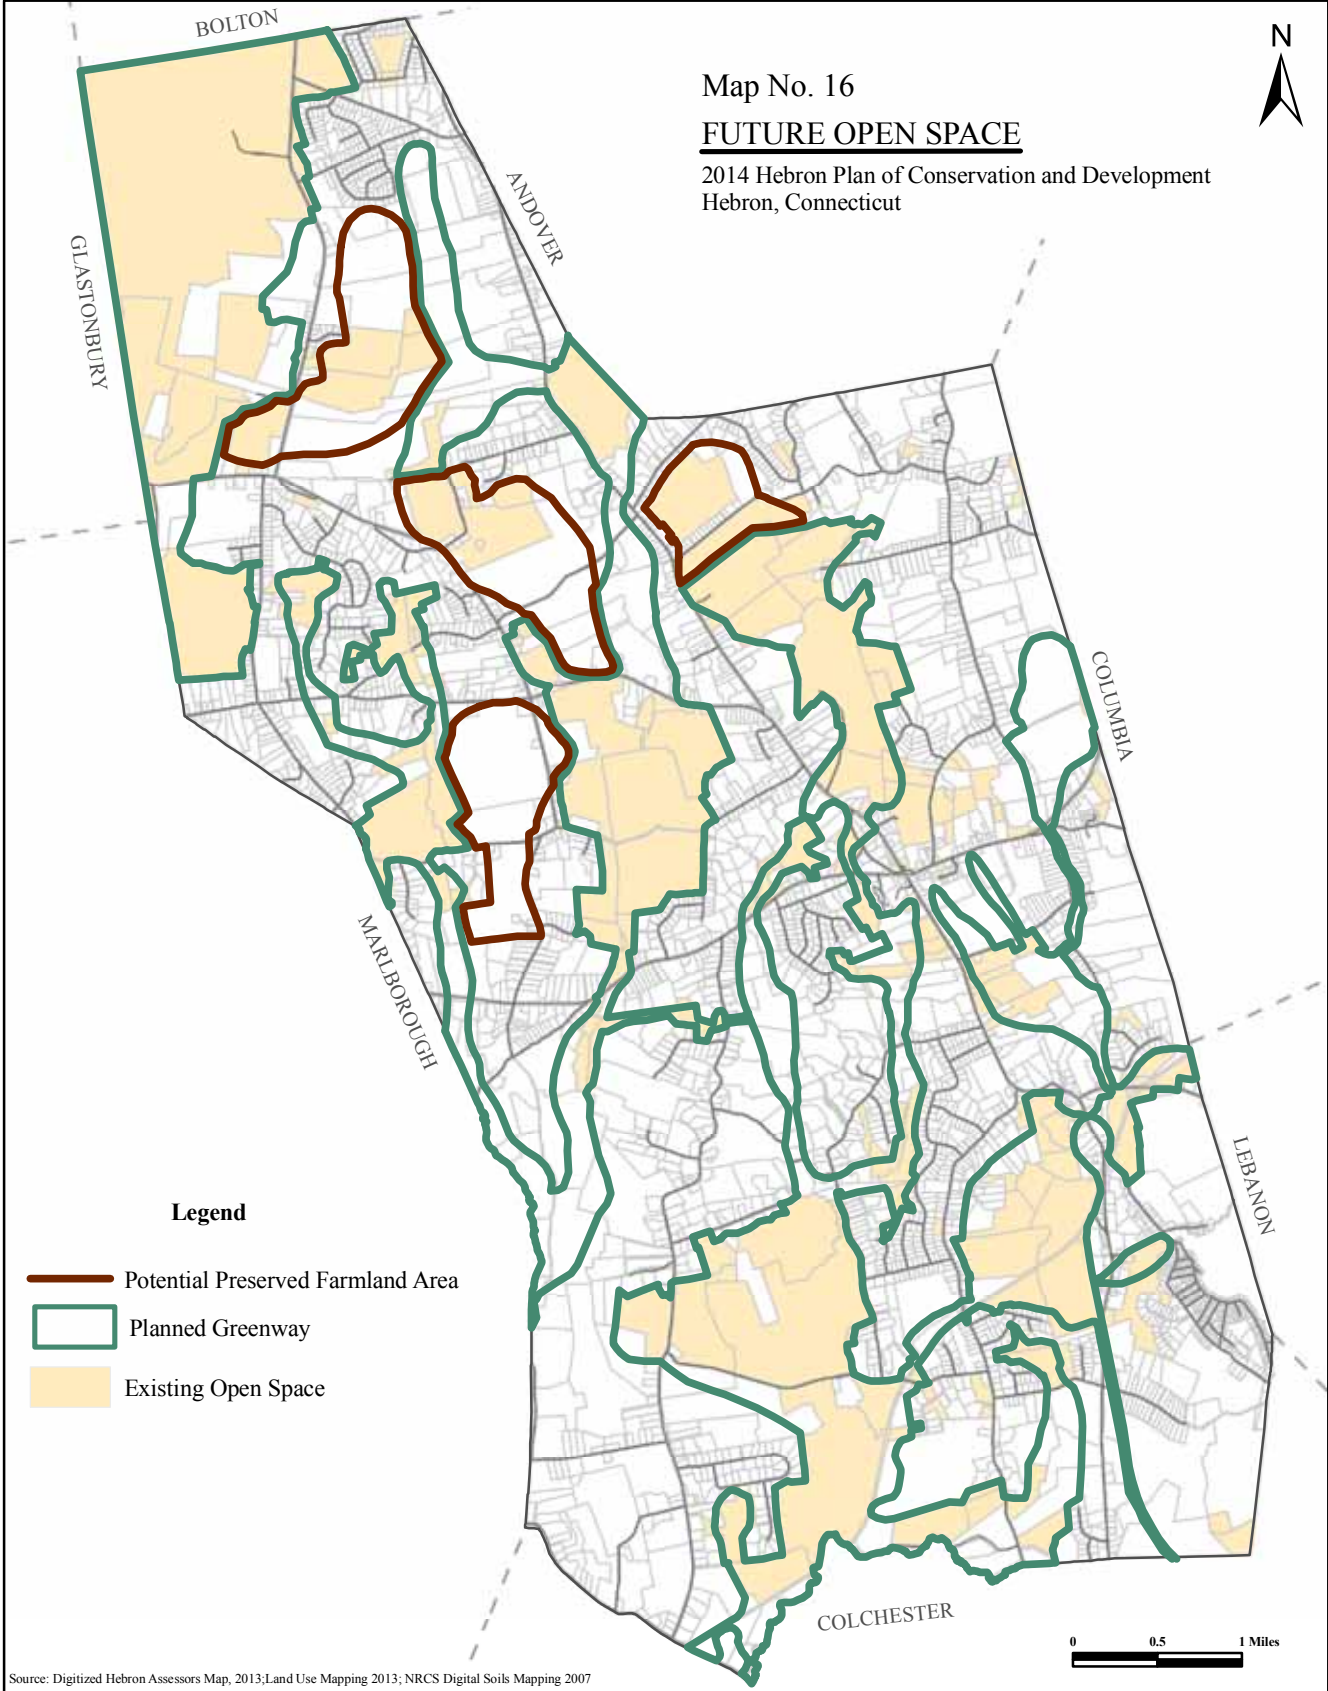 BOLTON
N
Map No. 16
FUTURE OPEN SPACE
2014 Hebron Plan of Conservation and Development
Hebron, Connecticut
ANDOVER
GLASTONBURY
COLUMBIA
MARLBOROUGH
LEBANON
Legend
Potential Preserved Farmland Area
Planned Greenway
Existing Open Space
COLCHESTER
0 0.5 1 Miles
Source: Digitized Hebron Assessors Map, 2013;Land Use Mapping 2013; NRCS Digital Soils Mapping 2007